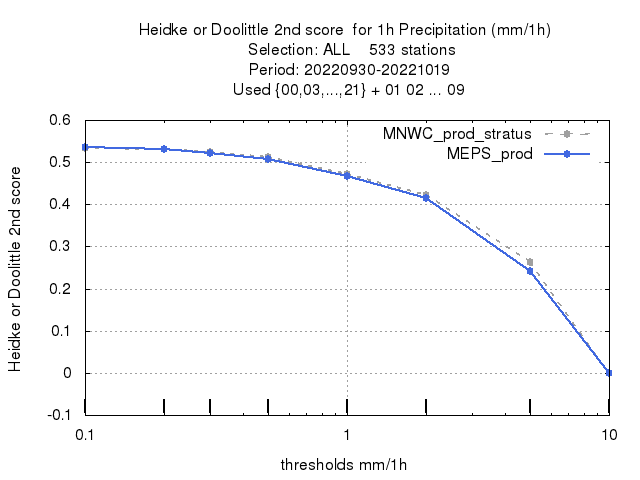 Heidke or Doolittle 2nd score  for 1h Precipitation (mm/1h)
Selection: ALL    533 stations
Period: 20220930-20221019
Used {00,03,...,21} + 01 02 ... 09
MNWC_prod_stratus
MEPS_prod
Heidke or Doolittle 2nd score
0.6
0.5
0.4
0.3
0.2
0.1
0
-0.1
0.1 1 10
thresholds mm/1h